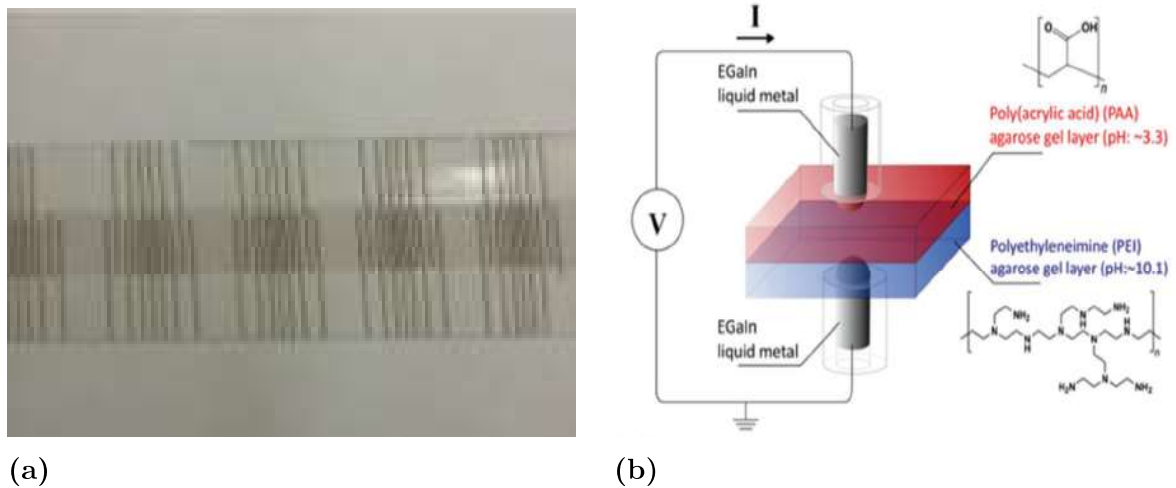 I
EGaIn
liquid metal
O
OH
n
Poly(acrylic acid) (PAA)
agarose gel layer (pH: ~3.3)
V
Polyethyleneimine (PEI)
agarose gel layer (pH:~10.1)
EGaIn
liquid metal
NH₂
H
N
NH₂
H
N
N
N
N
N
N
H
N
H
n
H₂N
N
NH₂
(a)
(b)